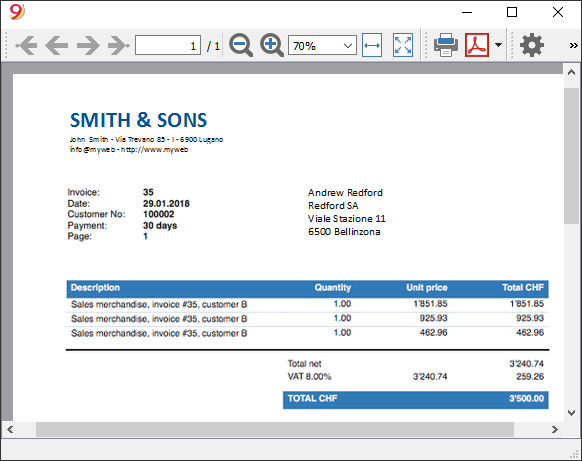 9
1 / 1 70% »
SMITH & SONS
John Smith - Via Trevano 85 - I - 6900 Lugano
info@myweb - http://www.myweb
Invoice: 35 Andrew Redford
Date: 29.01.2018 Redford SA
Customer No: 100002 Viale Stazione 11
Payment: 30 days 6500 Bellinzona
Page: 1
Description Quantity Unit price Total CHF
Sales merchandise, invoice #35, customer B 1.00 1'851.85 1'851.85
Sales merchandise, invoice #35, customer B 1.00 925.93 925.93
Sales merchandise, invoice #35, customer B 1.00 462.96 462.96
Total net 3'240.74
VAT 8.00% 3'240.74 259.26
TOTAL CHF 3'500.00